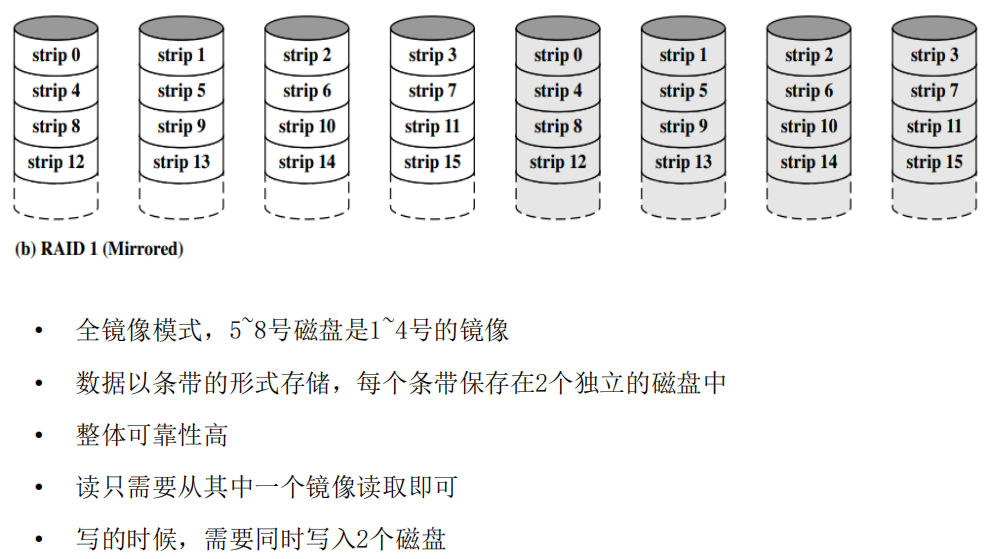 strip 0 strip 1 strip 2 strip 3 strip 0 strip 1 strip 2 strip 3
strip 4 strip 5 strip 6 strip 7 strip 4 strip 5 strip 6 strip 7
strip 8 strip 9 strip 10 strip 11 strip 8 strip 9 strip 10 strip 11
strip 12 strip 13 strip 14 strip 15 strip 12 strip 13 strip 14 strip 15
(b) RAID 1 (Mirrored)
• 全镜像模式，5~8号磁盘是1~4号的镜像
• 数据以条带的形式存储，每个条带保存在2个独立的磁盘中
• 整体可靠性高
• 读只需要从其中一个镜像读取即可
• 写的时候，需要同时写入2个磁盘